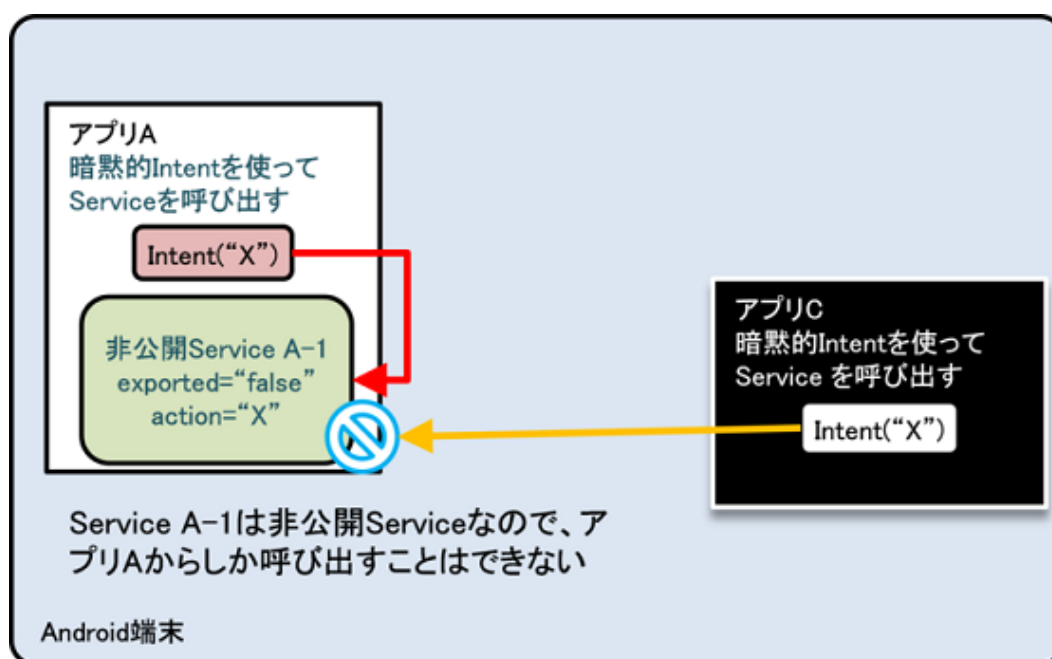 アプリA
暗黙的Intentを使って
Serviceを呼び出す
Intent(“X”)
非公開Service A-1
exported=“false”
action=“X”
アプリC
暗黙的Intentを使って
Service を呼び出す
Intent(“X”)
Service A-1は非公開Serviceなので、ア
プリAからしか呼び出すことはできない
Android端末